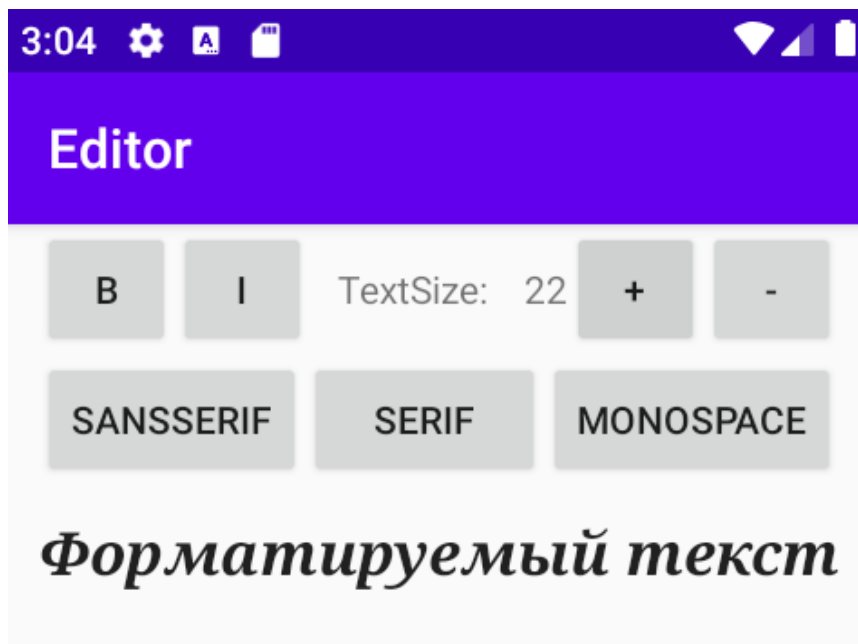 3:04
Editor
B I TextSize: 22 + -
SANSSERIF SERIF MONOSPACE
Форматируемый текст